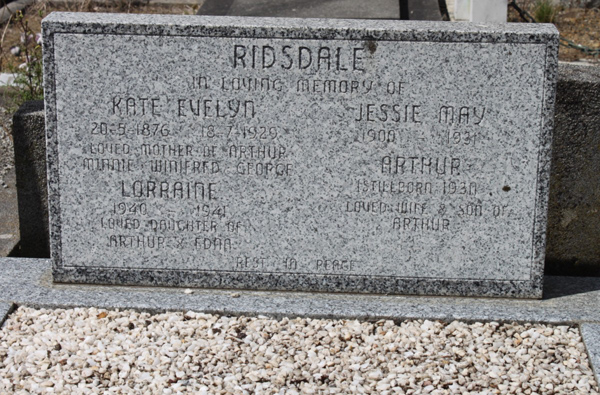 RIDSDALE
IN LOVING MEMORY OF
KATE EVELYN
20·5·1876 18·7·1929
LOVED MOTHER OF ARTHUR
MINNIE WINIFRED GEORGE
LORRAINE
1940 1941
LOVED DAUGHTER OF
ARTHUR & EDNA
JESSIE MAY
1900 1931
ARTHUR
STILLBORN 1930
LOVED WIFE & SON OF
ARTHUR
REST IN PEACE